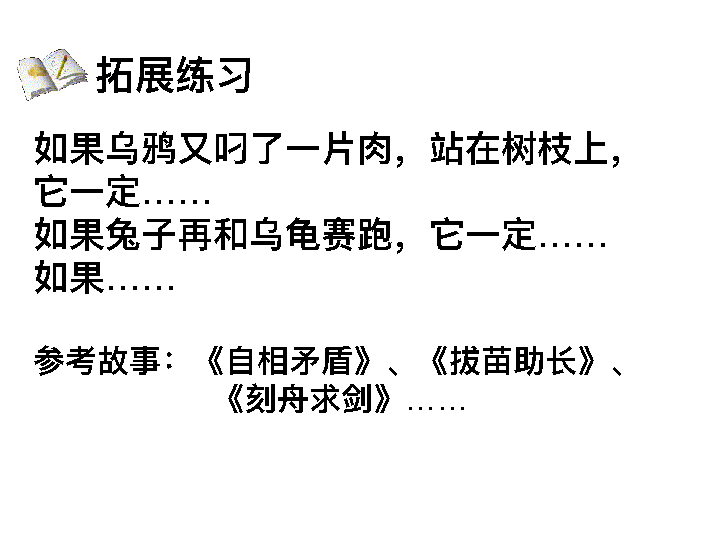 拓展练习
如果乌鸦又叼了一片肉，站在树枝上，
它一定……
如果兔子再和乌龟赛跑，它一定……
如果……
参考故事：《自相矛盾》、《拔苗助长》、
《刻舟求剑》……